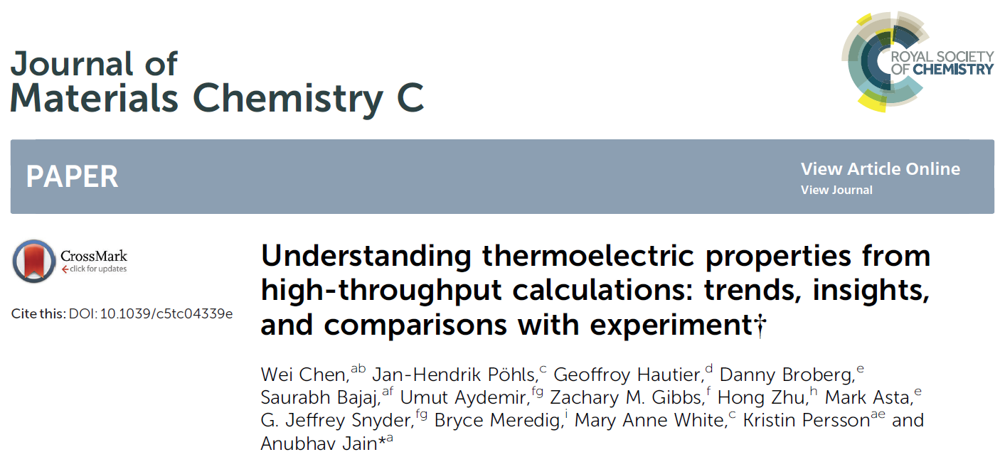 Journal of
Materials Chemistry C
ROYAL SOCIETY
OF CHEMISTRY
PAPER
View Article Online
View Journal
CrossMark
click for updates
Cite this: DOI: 10.1039/c5tc04339e
Understanding thermoelectric properties from
high-throughput calculations: trends, insights,
and comparisons with experiment†
Wei Chen,ab Jan-Hendrik Pöhls,c Geoffroy Hautier,d Danny Broberg,e
Saurabh Bajaj,af Umut Aydemir,fg Zachary M. Gibbs,f Hong Zhu,h Mark Asta,e
G. Jeffrey Snyder,fg Bryce Meredig,i Mary Anne White,c Kristin Perssonae and
Anubhav Jain*a